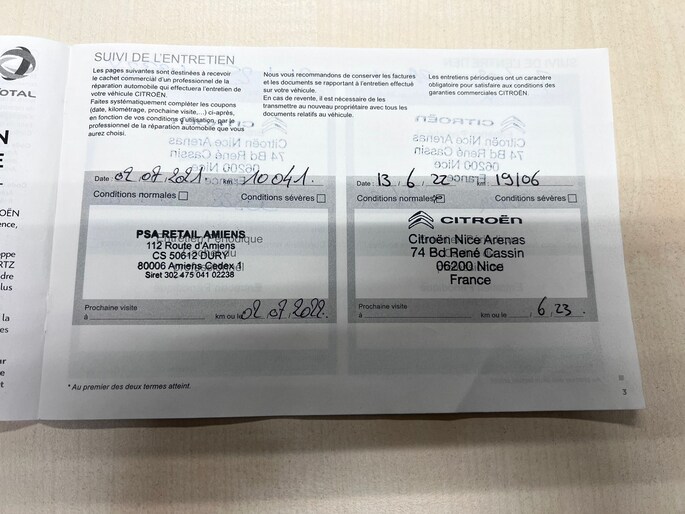 TOTAL
SUIVI DE L'ENTRETIEN
Les pages suivantes sont destinées à recevoir
le cachet commercial d'un professionnel de la
réparation automobile qui effectuera l'entretien de
votre véhicule CITROËN.
Faites systématiquement compléter les coupons
(date, kilométrage, prochaine visite,...) ci-après,
en fonction de vos conditions d'utilisation, par le
professionnel de la réparation automobile que vous
aurez choisi.
Nous vous recommandons de conserver les factures
et les documents se rapportant à l'entretien effectué
sur votre véhicule.
En cas de revente, il est nécessaire de les
transmettre au nouveau propriétaire avec tous les
documents relatifs au véhicule.
Les entretiens périodiques ont un caractère
obligatoire pour satisfaire aux conditions des
garanties commerciales CITROËN.
Date : 02.07.2021. km 10041.
Conditions normales Conditions sévères
PSA RETAIL AMIENS
Entretien Périodique
112 Route d'Amiens
CS 50612 DURY
80006 Amiens Cedex 1
Siret 302 475 041 02238
Prochaine visite
à km ou le 02.07.2022.
Date : 13, 6, 22 km 19106
Conditions normales Conditions sévères
CITROËN
Citroën Nice Arenas
74 Bd René Cassin
06200 Nice
France
Prochaine visite
à km ou le 6, 23.
* Au premier des deux termes atteint.
3